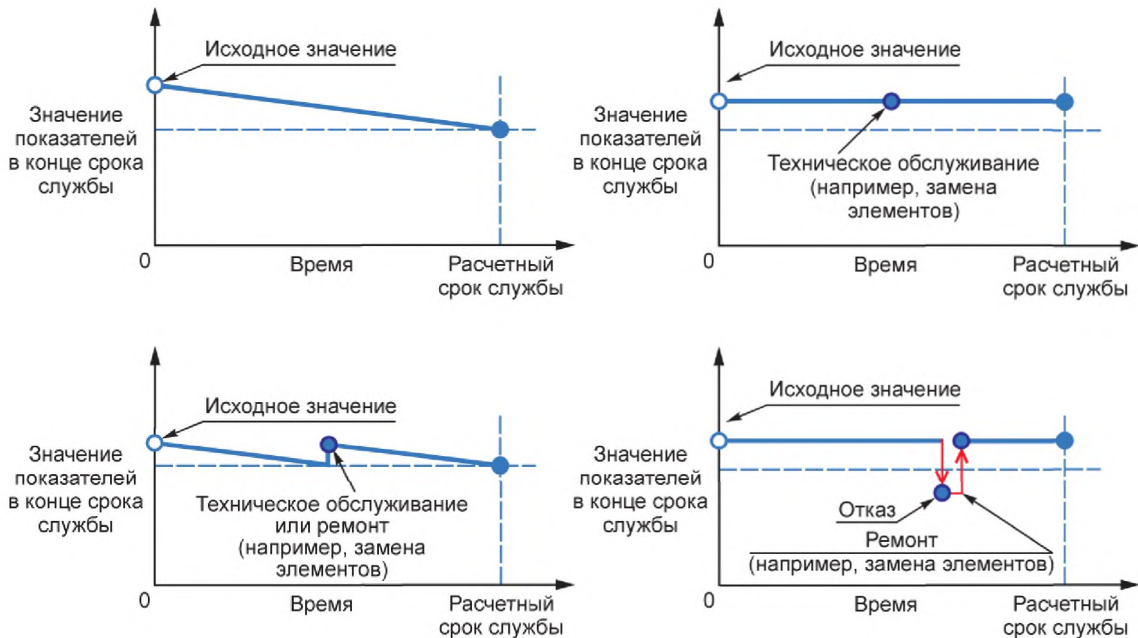 Исходное значение
Значение
показателей
в конце срока
службы
0
Время
Расчетный
срок службы
Исходное значение
Значение
показателей
в конце срока
службы
Техническое обслуживание
(например, замена
элементов)
0
Время
Расчетный
срок службы
Исходное значение
Значение
показателей
в конце срока
службы
Техническое обслуживание
или ремонт
(например, замена
элементов)
0
Время
Расчетный
срок службы
Исходное значение
Значение
показателей
в конце срока
службы
Отказ
Ремонт
(например, замена элементов)
0
Время
Расчетный
срок службы